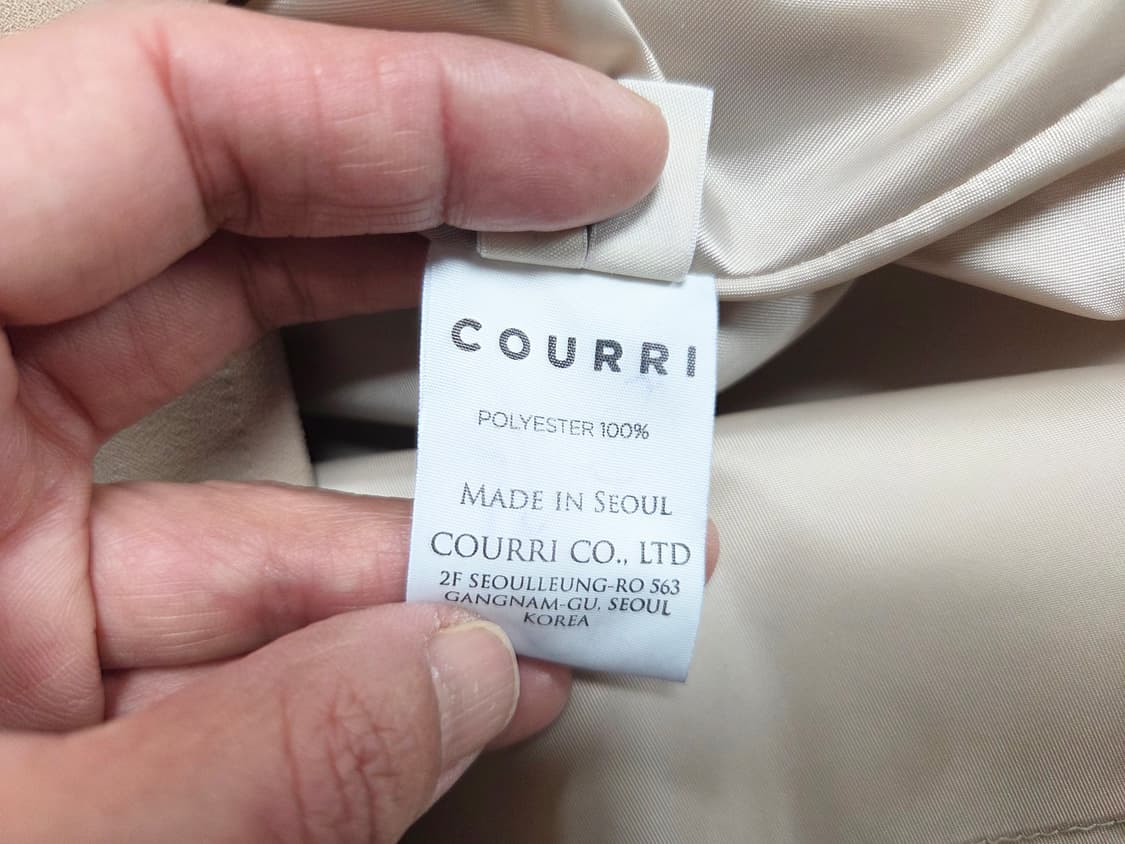 COURRI
POLYESTER 100%
MADE IN SEOUL
COURRI CO., LTD
2F SEOULLEUNG-RO 563
GANGNAM-GU, SEOUL
KOREA